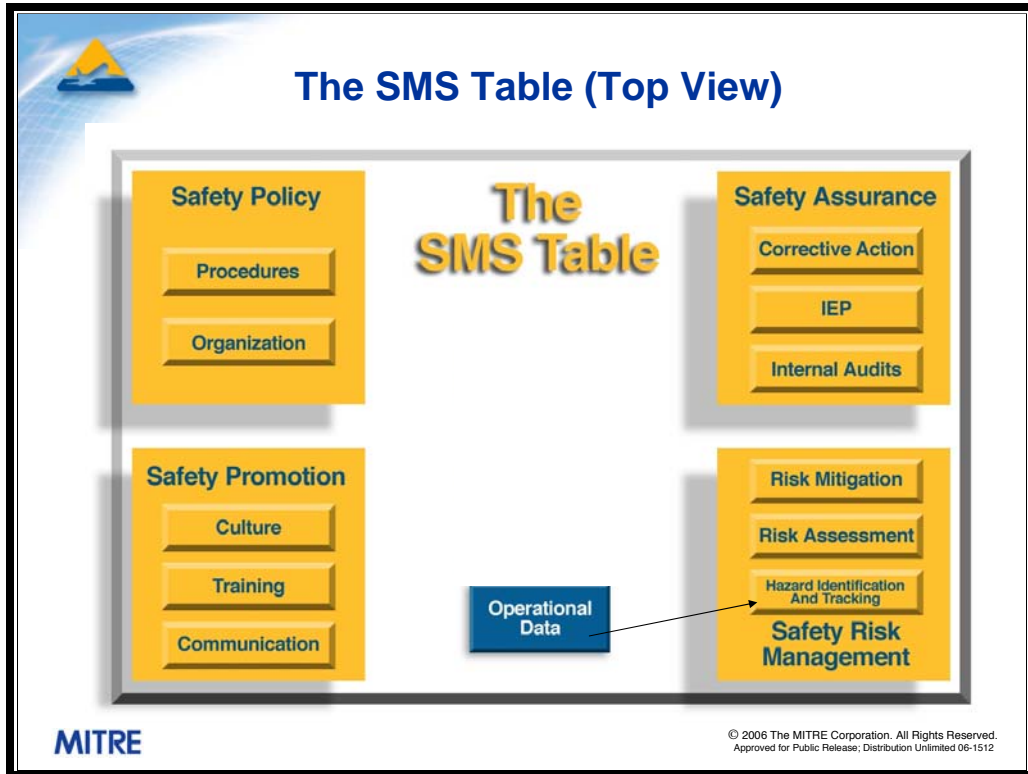 The SMS Table (Top View)
The
SMS Table
Safety Policy
Procedures
Organization
Safety Assurance
Corrective Action
IEP
Internal Audits
Safety Promotion
Culture
Training
Communication
Operational
Data
Risk Mitigation
Risk Assessment
Hazard Identification
And Tracking
Safety Risk
Management
MITRE
© 2006 The MITRE Corporation. All Rights Reserved.
Approved for Public Release; Distribution Unlimited 06-1512